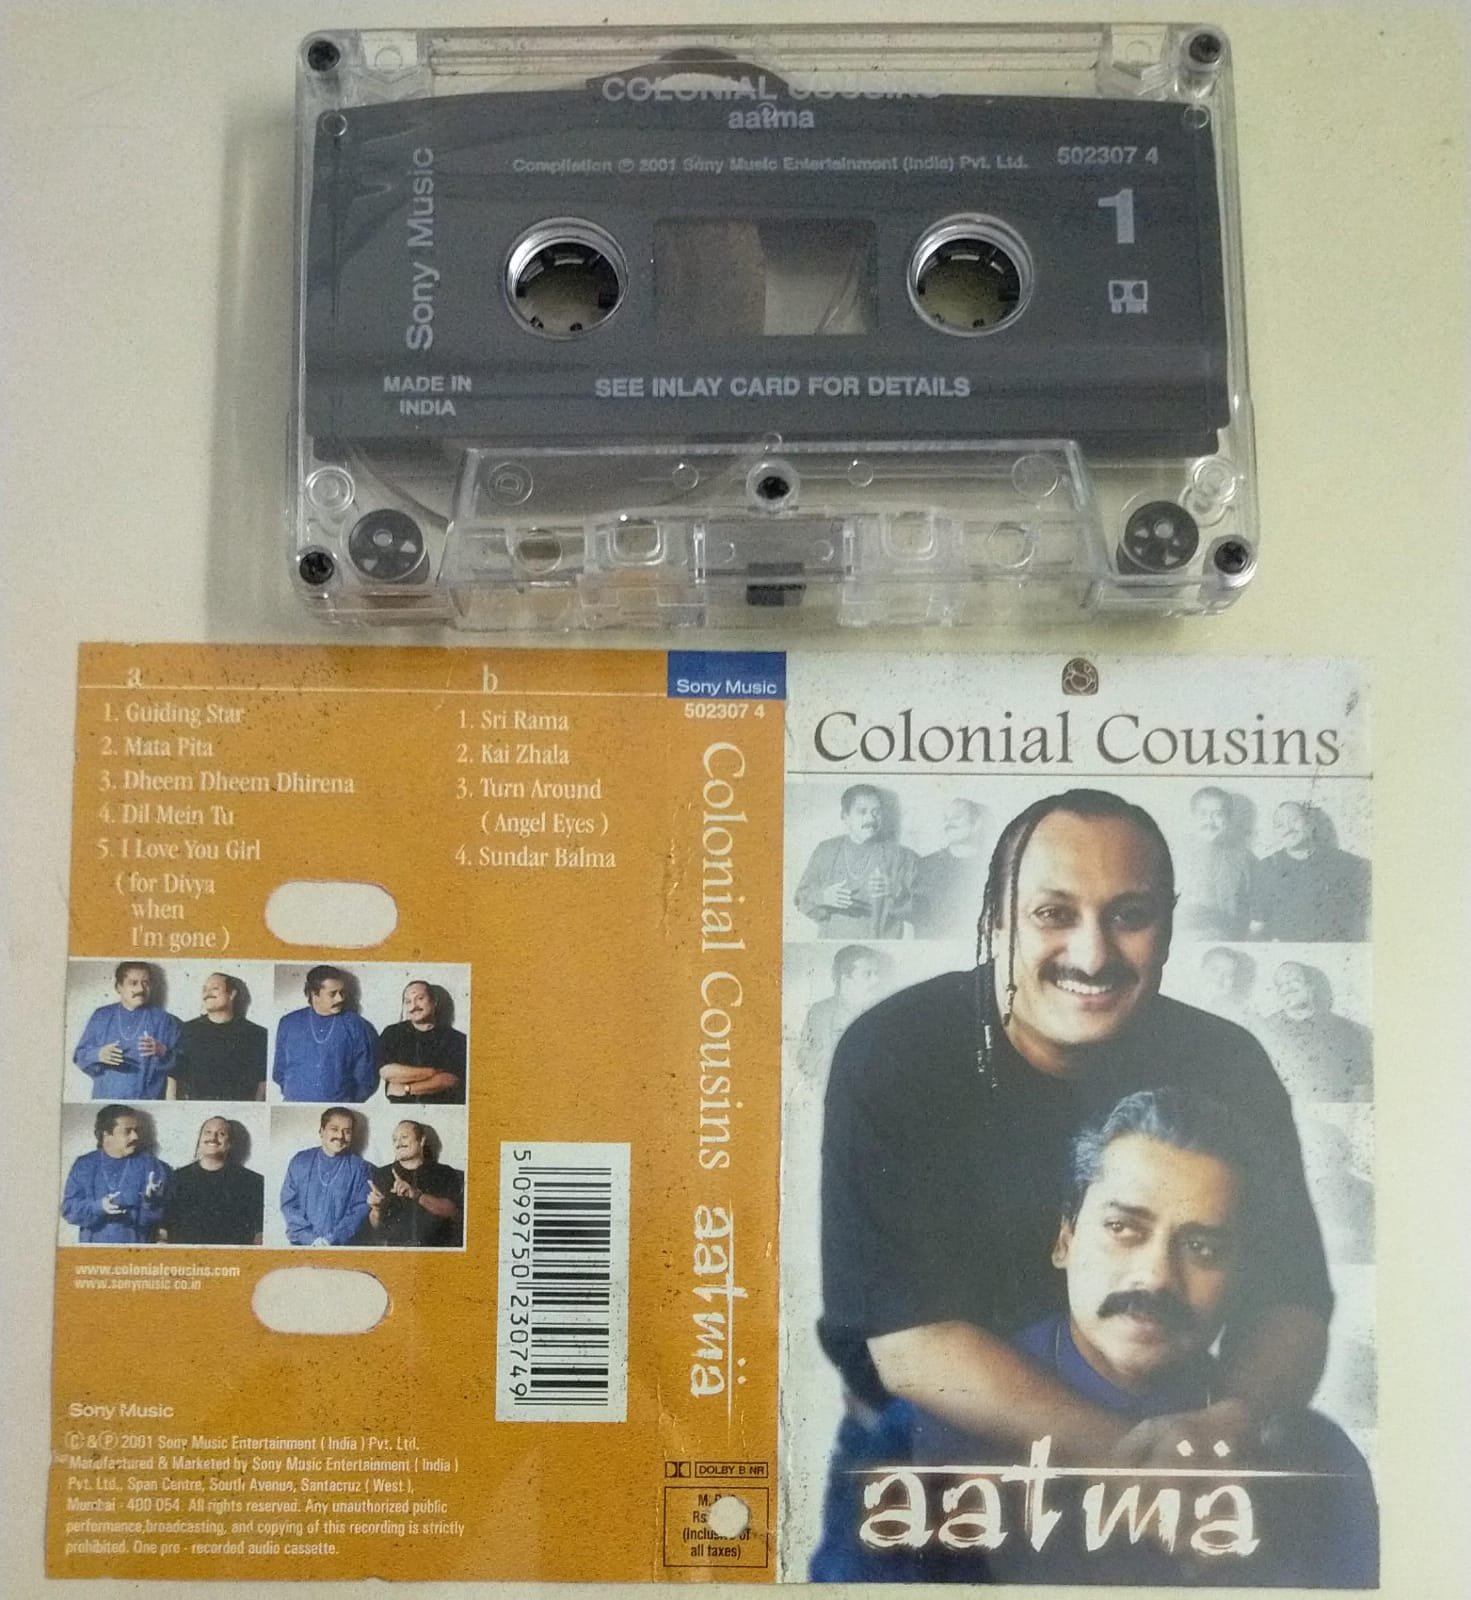 COLONIAL COUSINS
aatma
Compilation ℗ 2001 Sony Music Entertainment (India) Pvt. Ltd.
502307 4
Sony Music
1
MADE IN
INDIA
SEE INLAY CARD FOR DETAILS
a
1. Guiding Star
2. Mata Pita
3. Dheem Dheem Dhirena
4. Dil Mein Tu
5. I Love You Girl
( for Divya
when
I'm gone )
b
1. Sri Rama
2. Kai Zhala
3. Turn Around
( Angel Eyes )
4. Sundar Balma
www.colonialcousins.com
www.sonymusic.co.in
5 099750 230749
Sony Music
© & ℗ 2001 Sony Music Entertainment ( India ) Pvt. Ltd.
Manufactured & Marketed by Sony Music Entertainment ( India )
Pvt. Ltd., Span Centre, South Avenue, Santacruz ( West ),
Mumbai - 400 054. All rights reserved. Any unauthorized public
performance,broadcasting, and copying of this recording is strictly
prohibited. One pre - recorded audio cassette.
Sony Music
502307 4
Colonial Cousins aatma
DOLBY B NR
Rs
of
all taxes)
Colonial Cousins
aatma